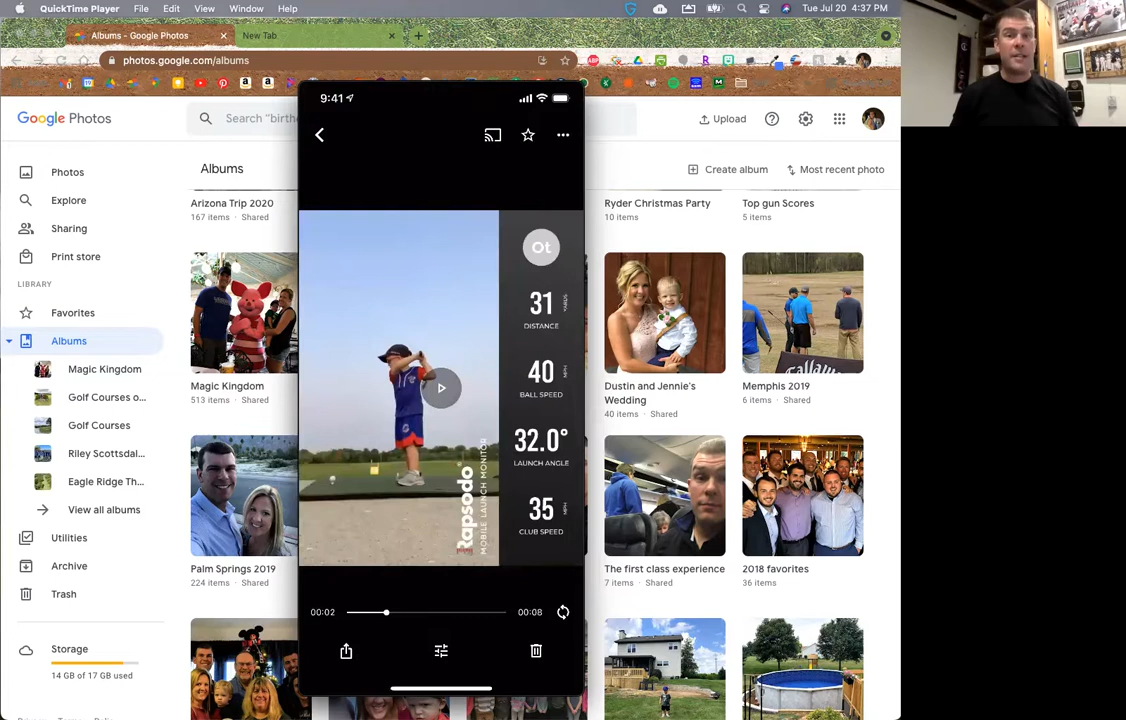 QuickTime Player File Edit View Window Help
Tue Jul 20 4:37 PM
Albums - Google Photos
New Tab
photos.google.com/albums
Google Photos
Search "birthe
Upload
Albums
Create album
Most recent photo
Photos
Explore
Sharing
Print store
LIBRARY
Favorites
Albums
Magic Kingdom
Golf Courses o...
Golf Courses
Riley Scottsdal...
Eagle Ridge Th...
View all albums
Utilities
Archive
Trash
Storage
14 GB of 17 GB used
Arizona Trip 2020
167 items · Shared
Ryder Christmas Party
10 items
Top gun Scores
5 items
Magic Kingdom
513 items · Shared
Dustin and Jennie's
Wedding
40 items · Shared
Memphis 2019
6 items · Shared
Callaway
Palm Springs 2019
224 items · Shared
The first class experience
7 items · Shared
2018 favorites
36 items
9:41
Ot
31
YARDS
DISTANCE
40
MPH
BALL SPEED
32.0°
LAUNCH ANGLE
35
MPH
CLUB SPEED
Rapsodo
MOBILE LAUNCH MONITOR
00:02
00:08